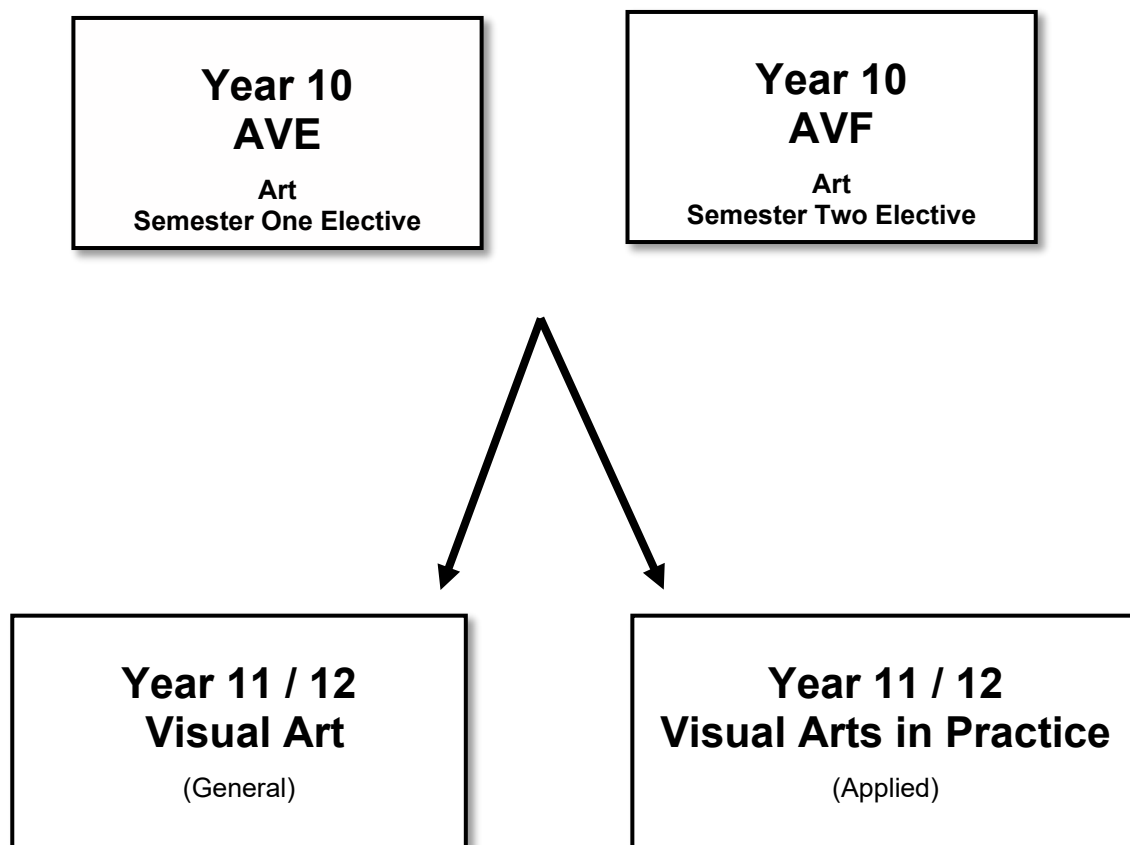 Year 10
AVE
Art
Semester One Elective
Year 10
AVF
Art
Semester Two Elective
Year 11 / 12
Visual Art
(General)
Year 11 / 12
Visual Arts in Practice
(Applied)